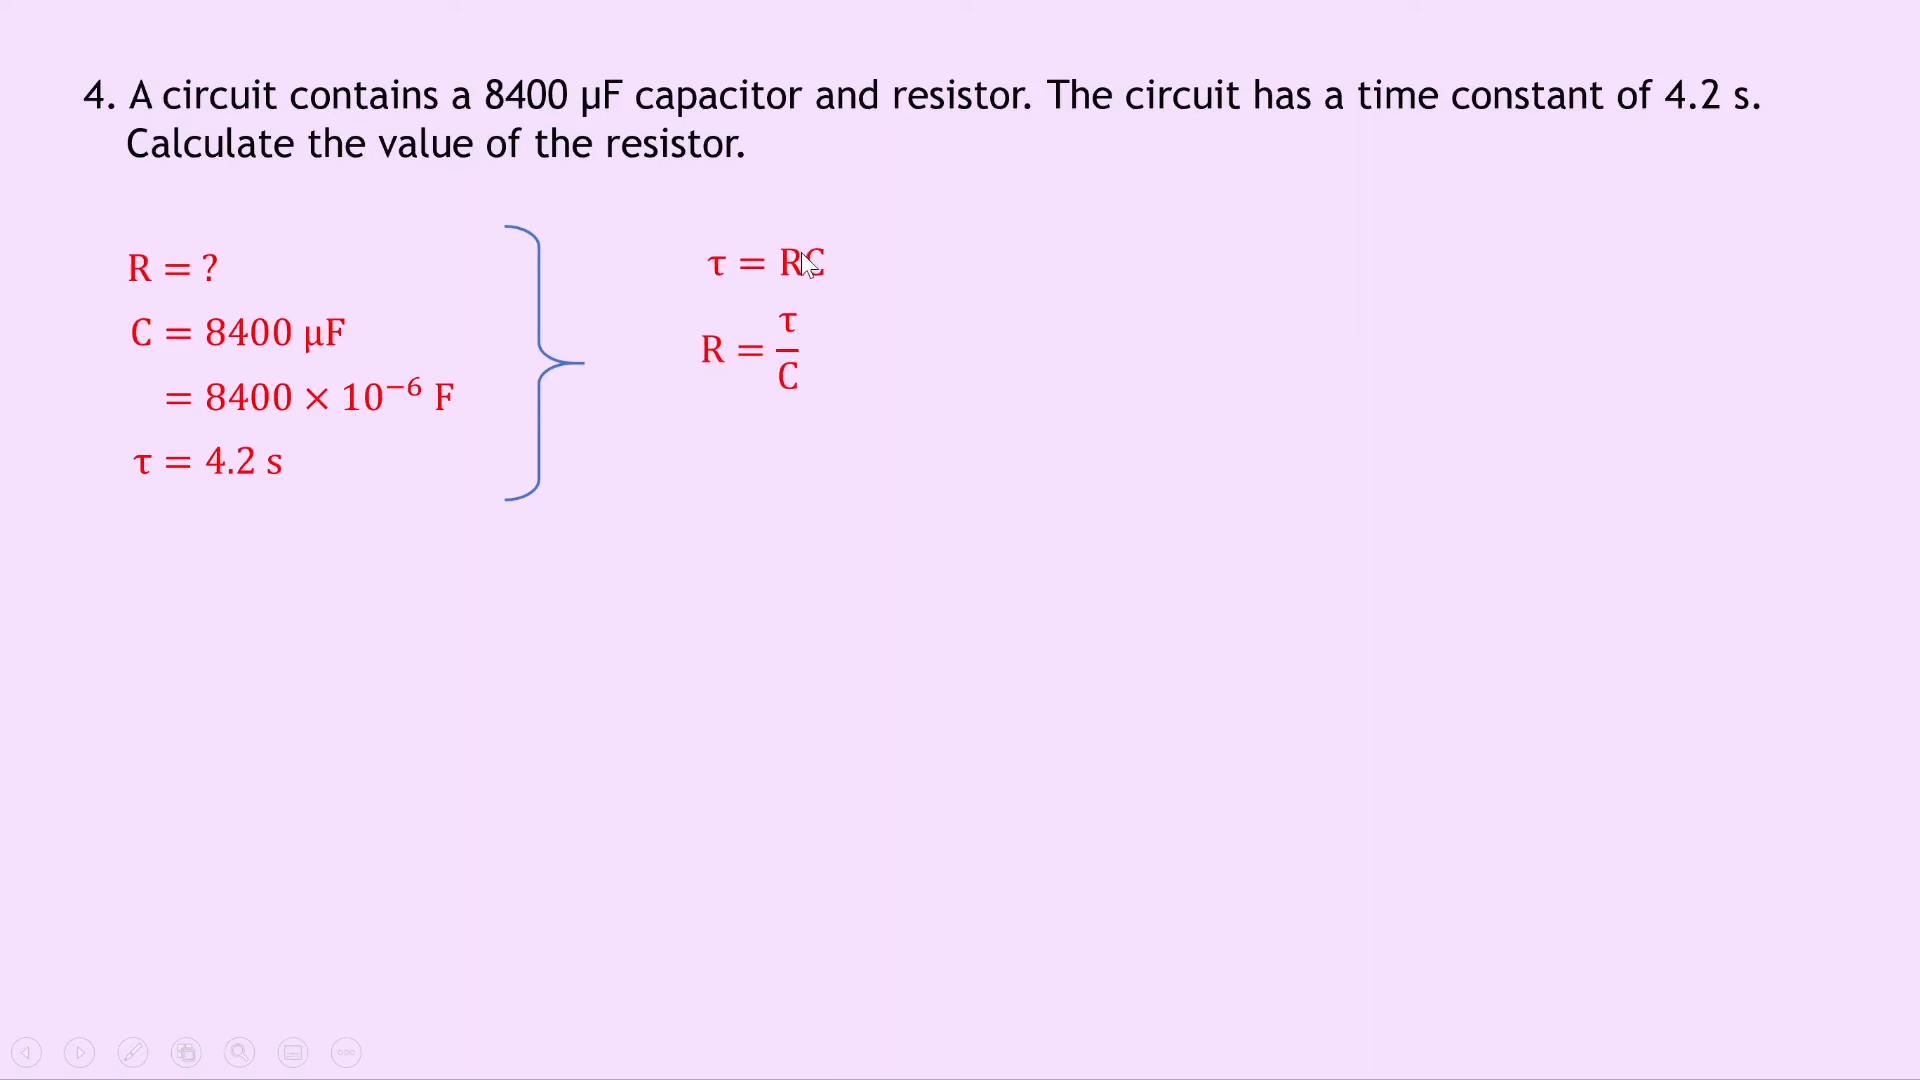 4. A circuit contains a 8400 μF capacitor and resistor. The circuit has a time constant of 4.2 s.
Calculate the value of the resistor.
R = ?
C = 8400 μF
= 8400 × 10⁻⁶ F
τ = 4.2 s
τ = RC
R = τ/C